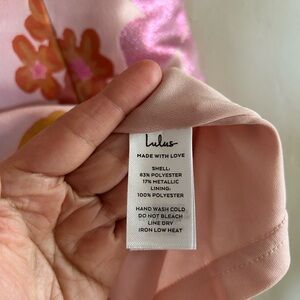 Lulus
MADE WITH LOVE
SHELL:
83% POLYESTER
17% METALLIC
LINING:
100% POLYESTER
HAND WASH COLD
DO NOT BLEACH
LINE DRY
IRON LOW HEAT